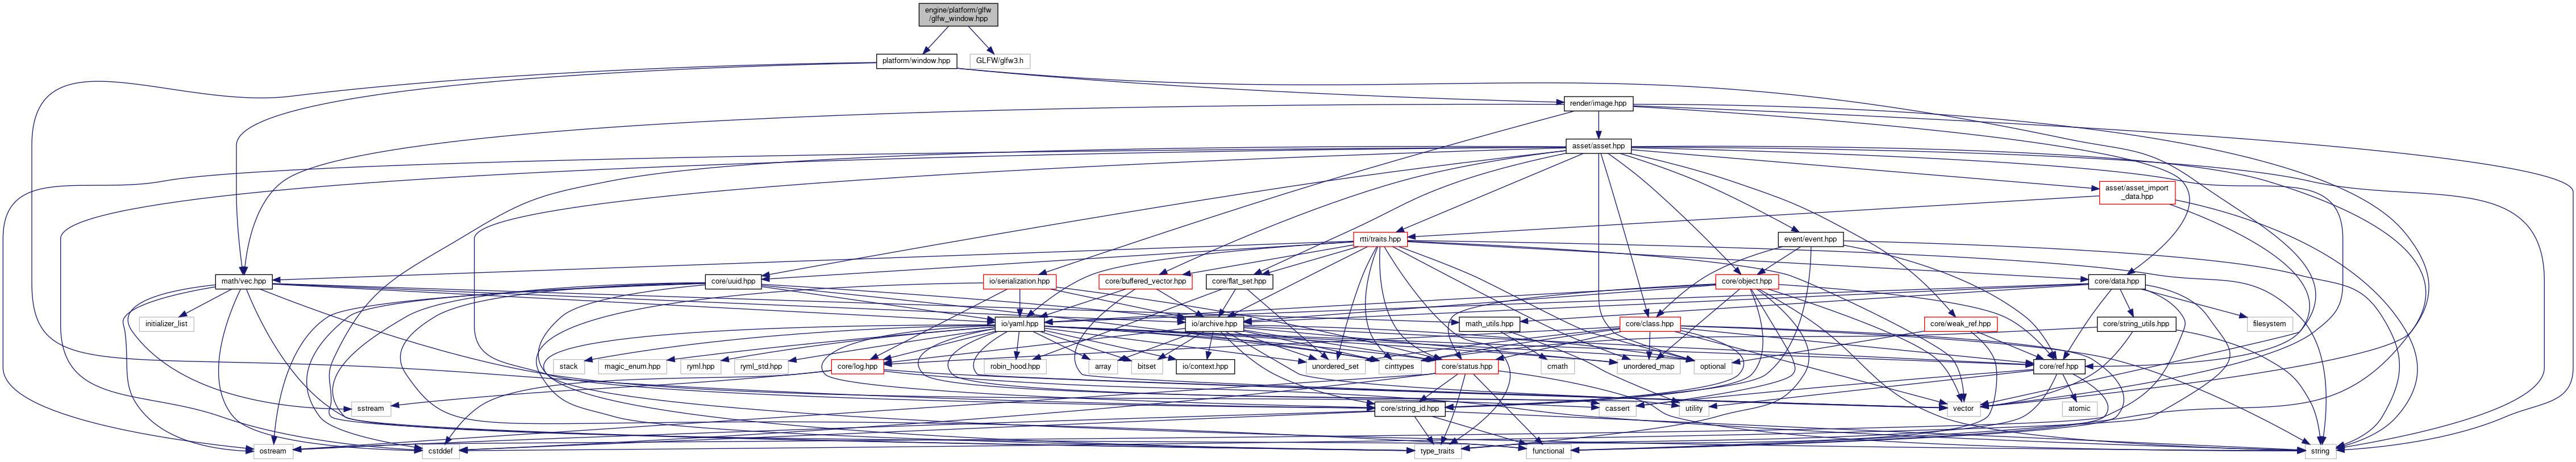 engine/platform/glfw
/glfw_window.hpp
platform/window.hpp
GLFW/glfw3.h
render/image.hpp
asset/asset.hpp
asset/asset_import
_data.hpp
rtti/traits.hpp
event/event.hpp
math/vec.hpp
core/uuid.hpp
io/serialization.hpp
core/buffered_vector.hpp
core/flat_set.hpp
core/object.hpp
core/data.hpp
initializer_list
io/yaml.hpp
io/archive.hpp
math_utils.hpp
core/class.hpp
core/weak_ref.hpp
core/string_utils.hpp
filesystem
stack
magic_enum.hpp
ryml.hpp
ryml_std.hpp
core/log.hpp
robin_hood.hpp
array
bitset
io/context.hpp
unordered_set
cinttypes
core/status.hpp
cmath
unordered_map
optional
core/ref.hpp
sstream
core/string_id.hpp
cassert
utility
vector
atomic
ostream
cstddef
type_traits
functional
string